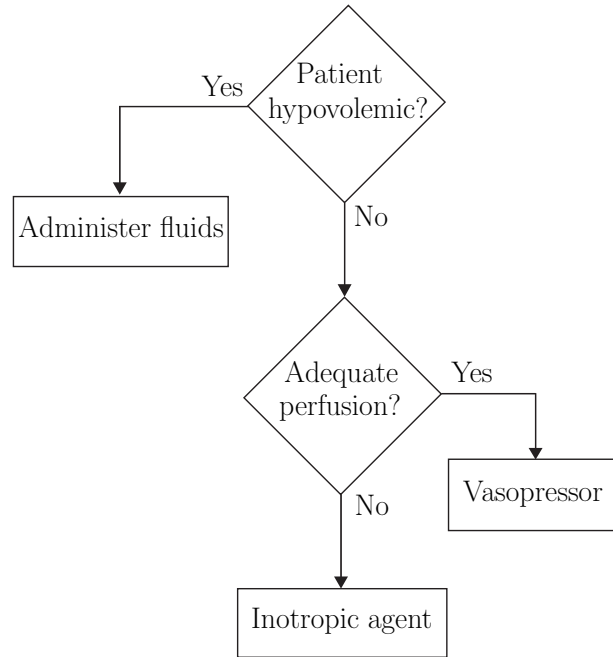 Patient
hypovolemic?
Yes
Administer fluids
No
Adequate
perfusion?
Yes
Vasopressor
No
Inotropic agent